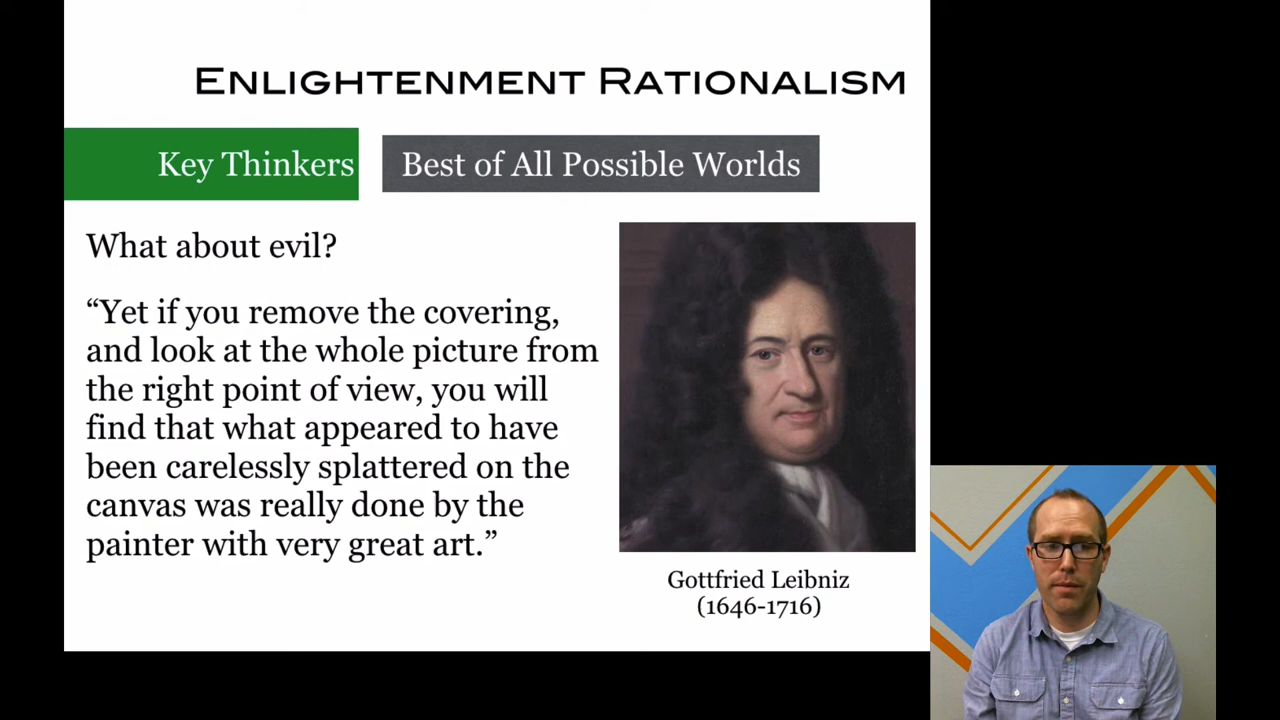 ENLIGHTENMENT RATIONALISM
Key Thinkers
Best of All Possible Worlds
What about evil?
“Yet if you remove the covering,
and look at the whole picture from
the right point of view, you will
find that what appeared to have
been carelessly splattered on the
canvas was really done by the
painter with very great art.”
Gottfried Leibniz
(1646-1716)